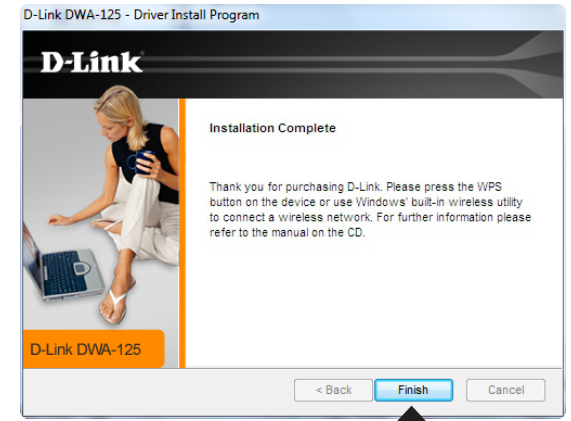 D-Link DWA-125 - Driver Install Program
D-Link
Installation Complete
Thank you for purchasing D-Link. Please press the WPS
button on the device or use Windows' built-in wireless utility
to connect a wireless network. For further information please
refer to the manual on the CD.
D-Link DWA-125
< Back
Finish
Cancel